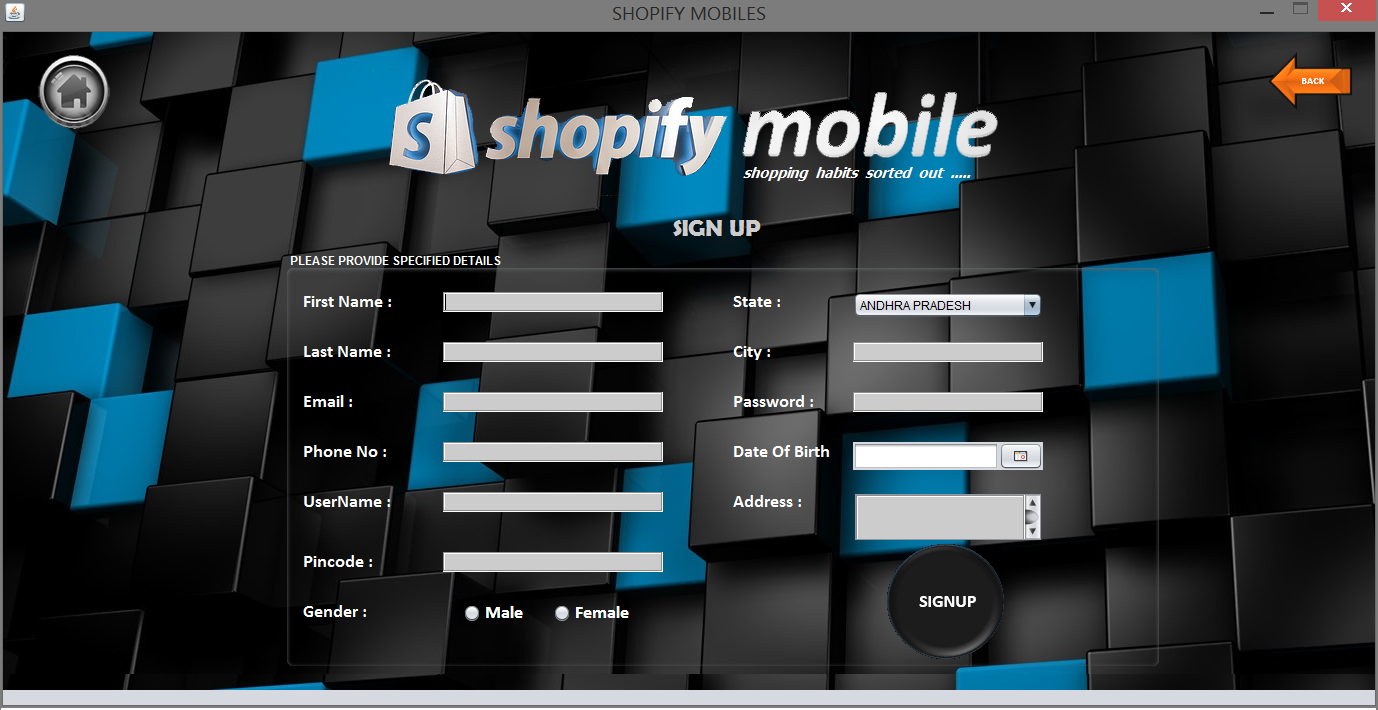 SHOPIFY MOBILES
BACK
S shopify mobile
shopping habits sorted out .....
SIGN UP
PLEASE PROVIDE SPECIFIED DETAILS
First Name :
State :
ANDHRA PRADESH
Last Name :
City :
Email :
Password :
Phone No :
Date Of Birth
UserName :
Address :
Pincode :
Gender :
Male
Female
SIGNUP